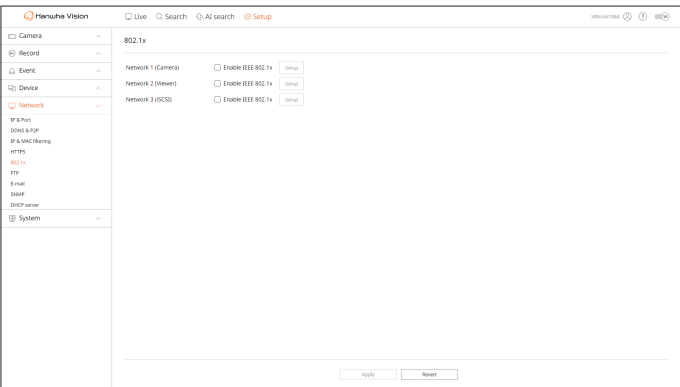 Hanwha Vision
Live Search AI search Setup
XRN-6410B4
Camera
Record
Event
Device
Network
IP & Port
DDNS & P2P
IP & MAC filtering
HTTPS
802.1x
FTP
E-mail
SNMP
DHCP server
System
802.1x
Network 1 (Camera) Enable IEEE 802.1x Setup
Network 2 (Viewer) Enable IEEE 802.1x Setup
Network 3 (iSCSI) Enable IEEE 802.1x Setup
Apply Revert